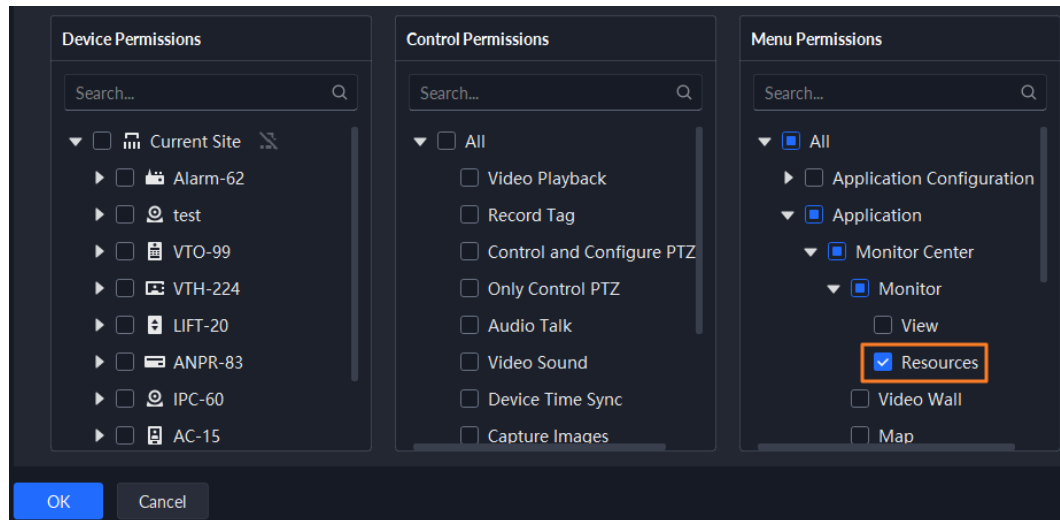 Device Permissions
Search...
Current Site
Alarm-62
test
VTO-99
VTH-224
LIFT-20
ANPR-83
IPC-60
AC-15
Control Permissions
Search...
All
Video Playback
Record Tag
Control and Configure PTZ
Only Control PTZ
Audio Talk
Video Sound
Device Time Sync
Capture Images
Menu Permissions
Search...
All
Application Configuration
Application
Monitor Center
Monitor
View
Resources
Video Wall
Map
OK
Cancel